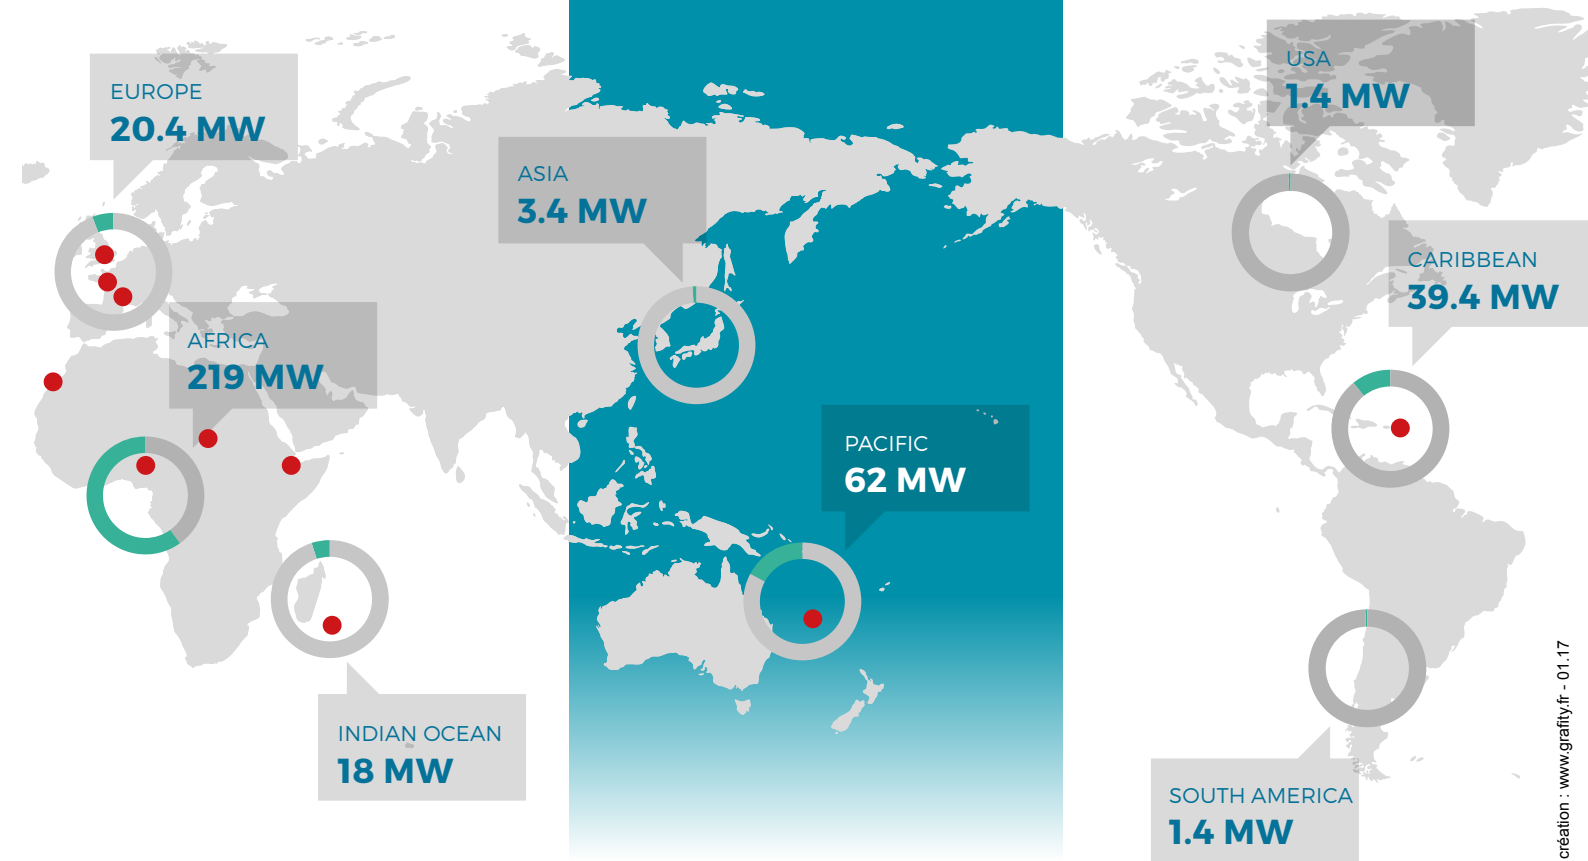 EUROPE
20.4 MW
ASIA
3.4 MW
USA
1.4 MW
CARIBBEAN
39.4 MW
AFRICA
219 MW
PACIFIC
62 MW
INDIAN OCEAN
18 MW
SOUTH AMERICA
1.4 MW
création : www.grafity.fr - 01.17